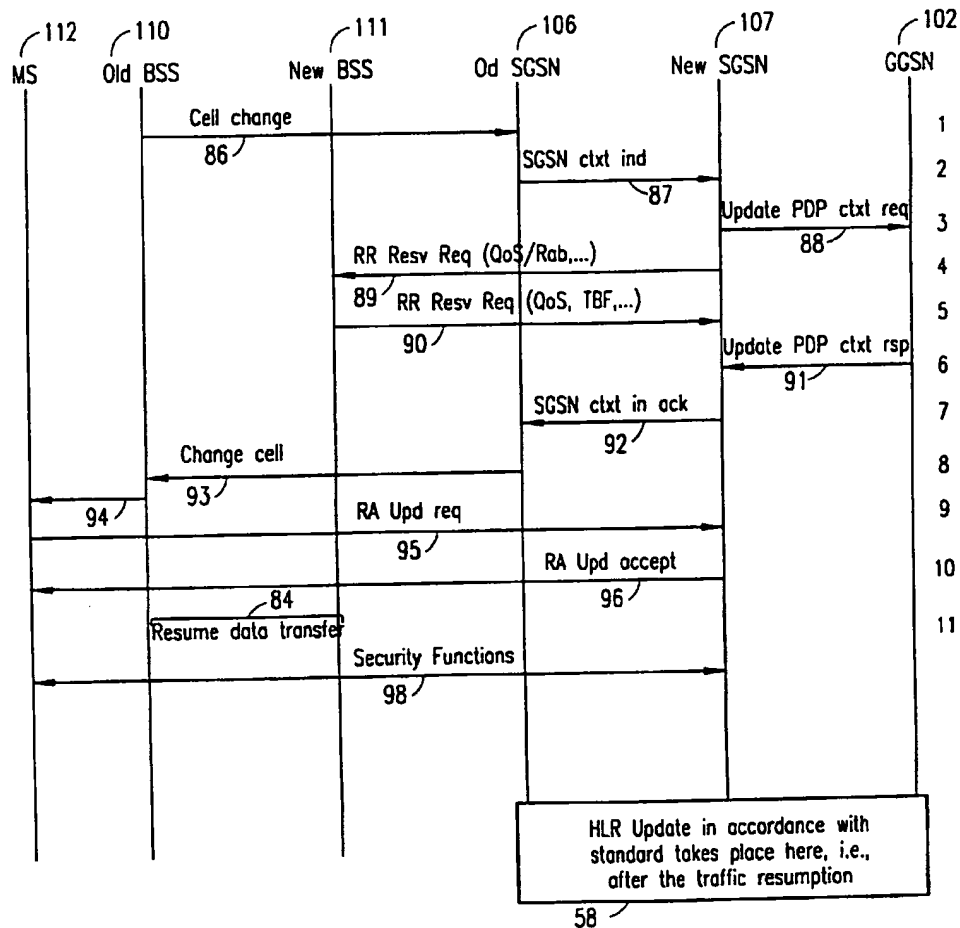 112 110 111 106 107 102
MS Old BSS New BSS Od SGSN New SGSN GGSN
Cell change 1
86
SGSN ctxt ind 2
87
Update PDP ctxt req 3
88
RR Resv Req (QoS/Rab,...) 4
89
RR Resv Req (QoS, TBF,...) 5
90
Update PDP ctxt rsp 6
91
SGSN ctxt in ack 7
92
Change cell 8
93
94
RA Upd req 9
95
RA Upd accept 10
96
84
Resume data transfer 11
Security Functions
98
HLR Update in accordance with
standard takes place here, i.e.,
after the traffic resumption
58